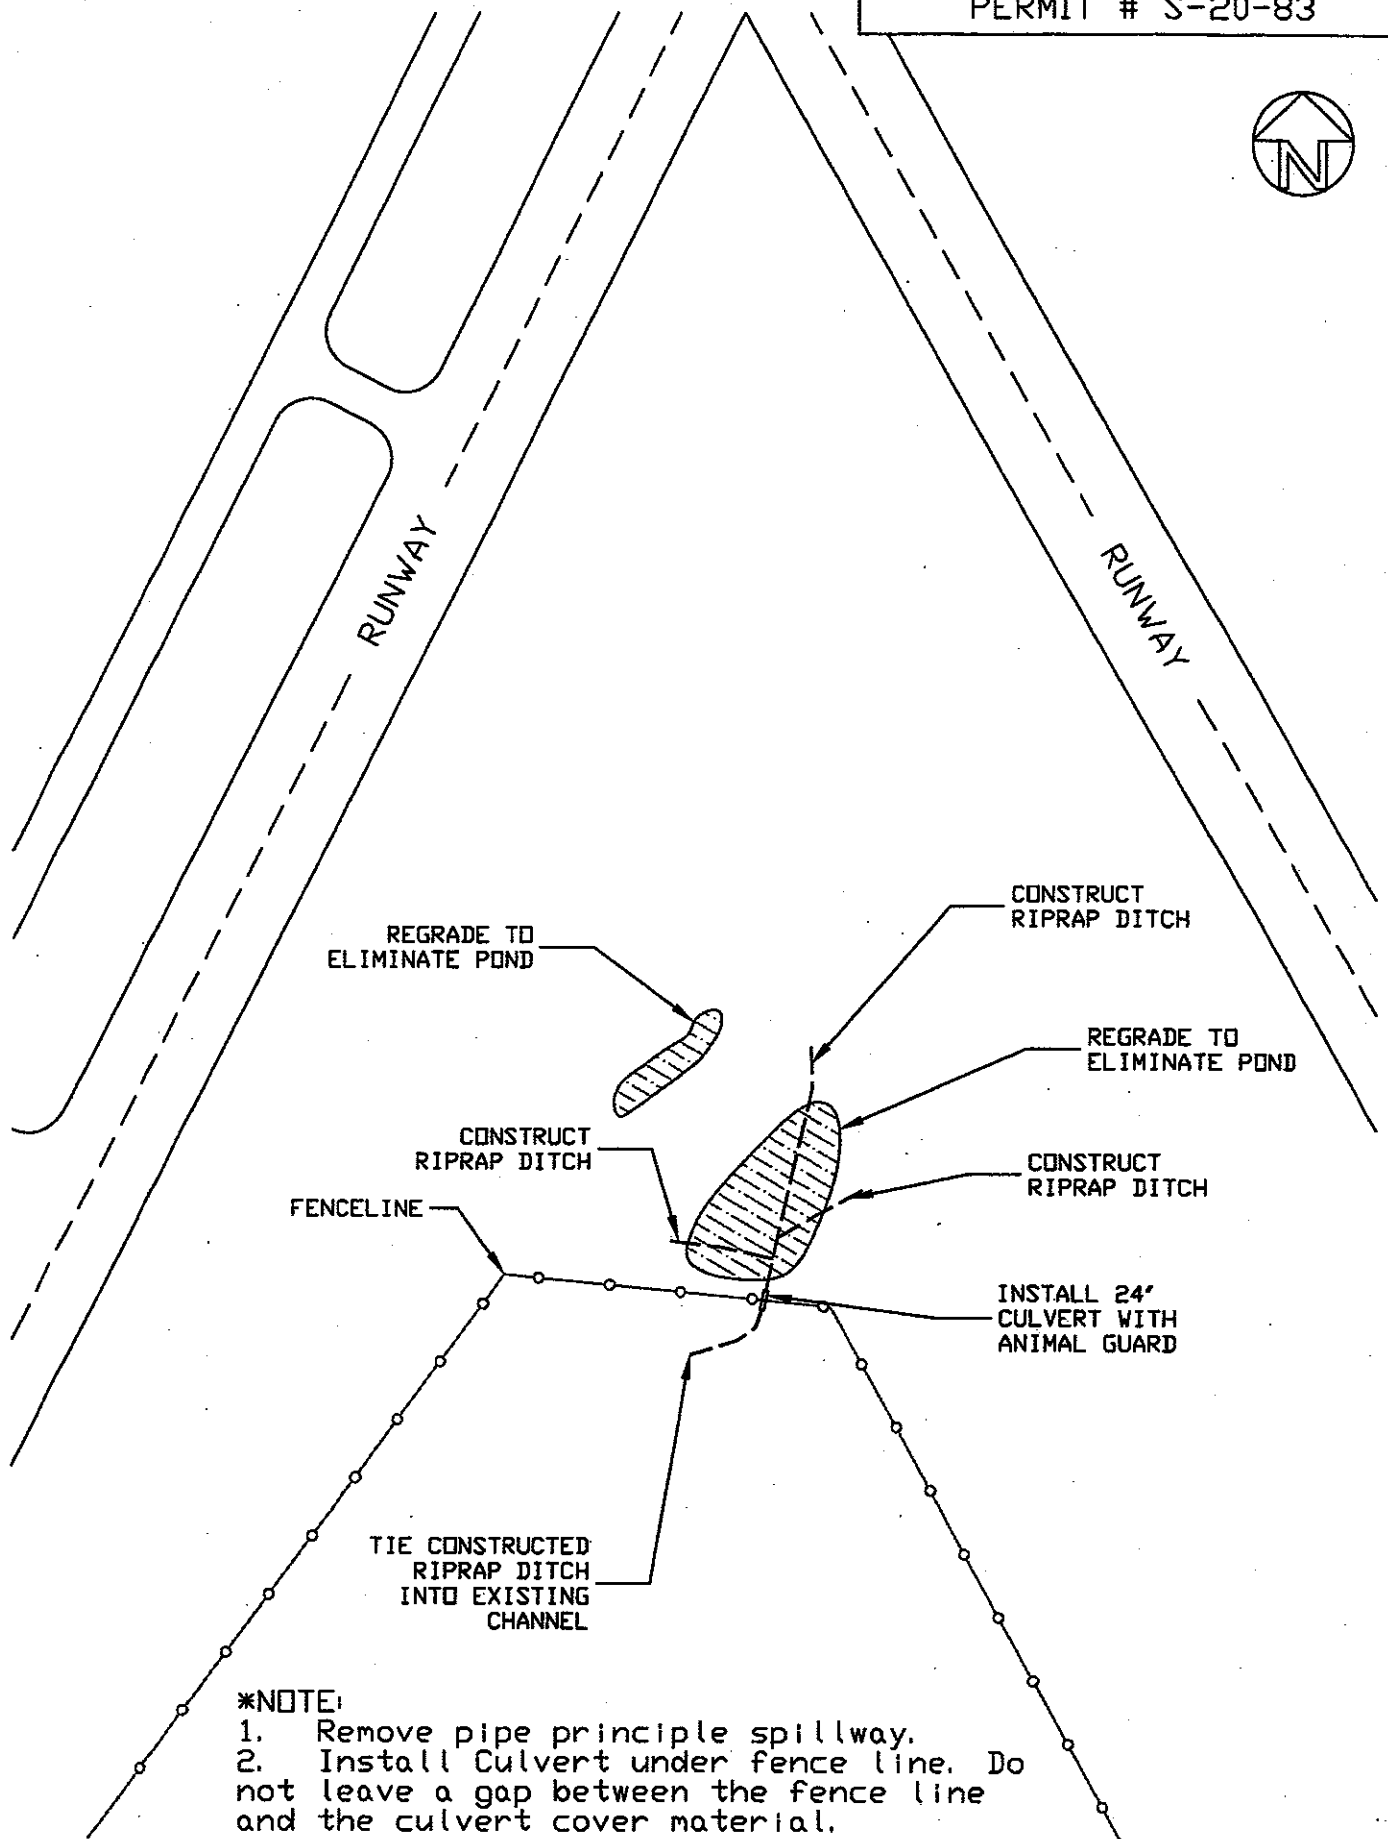 PERMIT # S-20-83
N
RUNWAY
RUNWAY
CONSTRUCT
RIPRAP DITCH
REGRADE TO
ELIMINATE POND
REGRADE TO
ELIMINATE POND
CONSTRUCT
RIPRAP DITCH
CONSTRUCT
RIPRAP DITCH
FENCELINE
INSTALL 24"
CULVERT WITH
ANIMAL GUARD
TIE CONSTRUCTED
RIPRAP DITCH
INTO EXISTING
CHANNEL
*NOTE:
1. Remove pipe principle spillway.
2. Install Culvert under fence line. Do
not leave a gap between the fence line
and the culvert cover material.